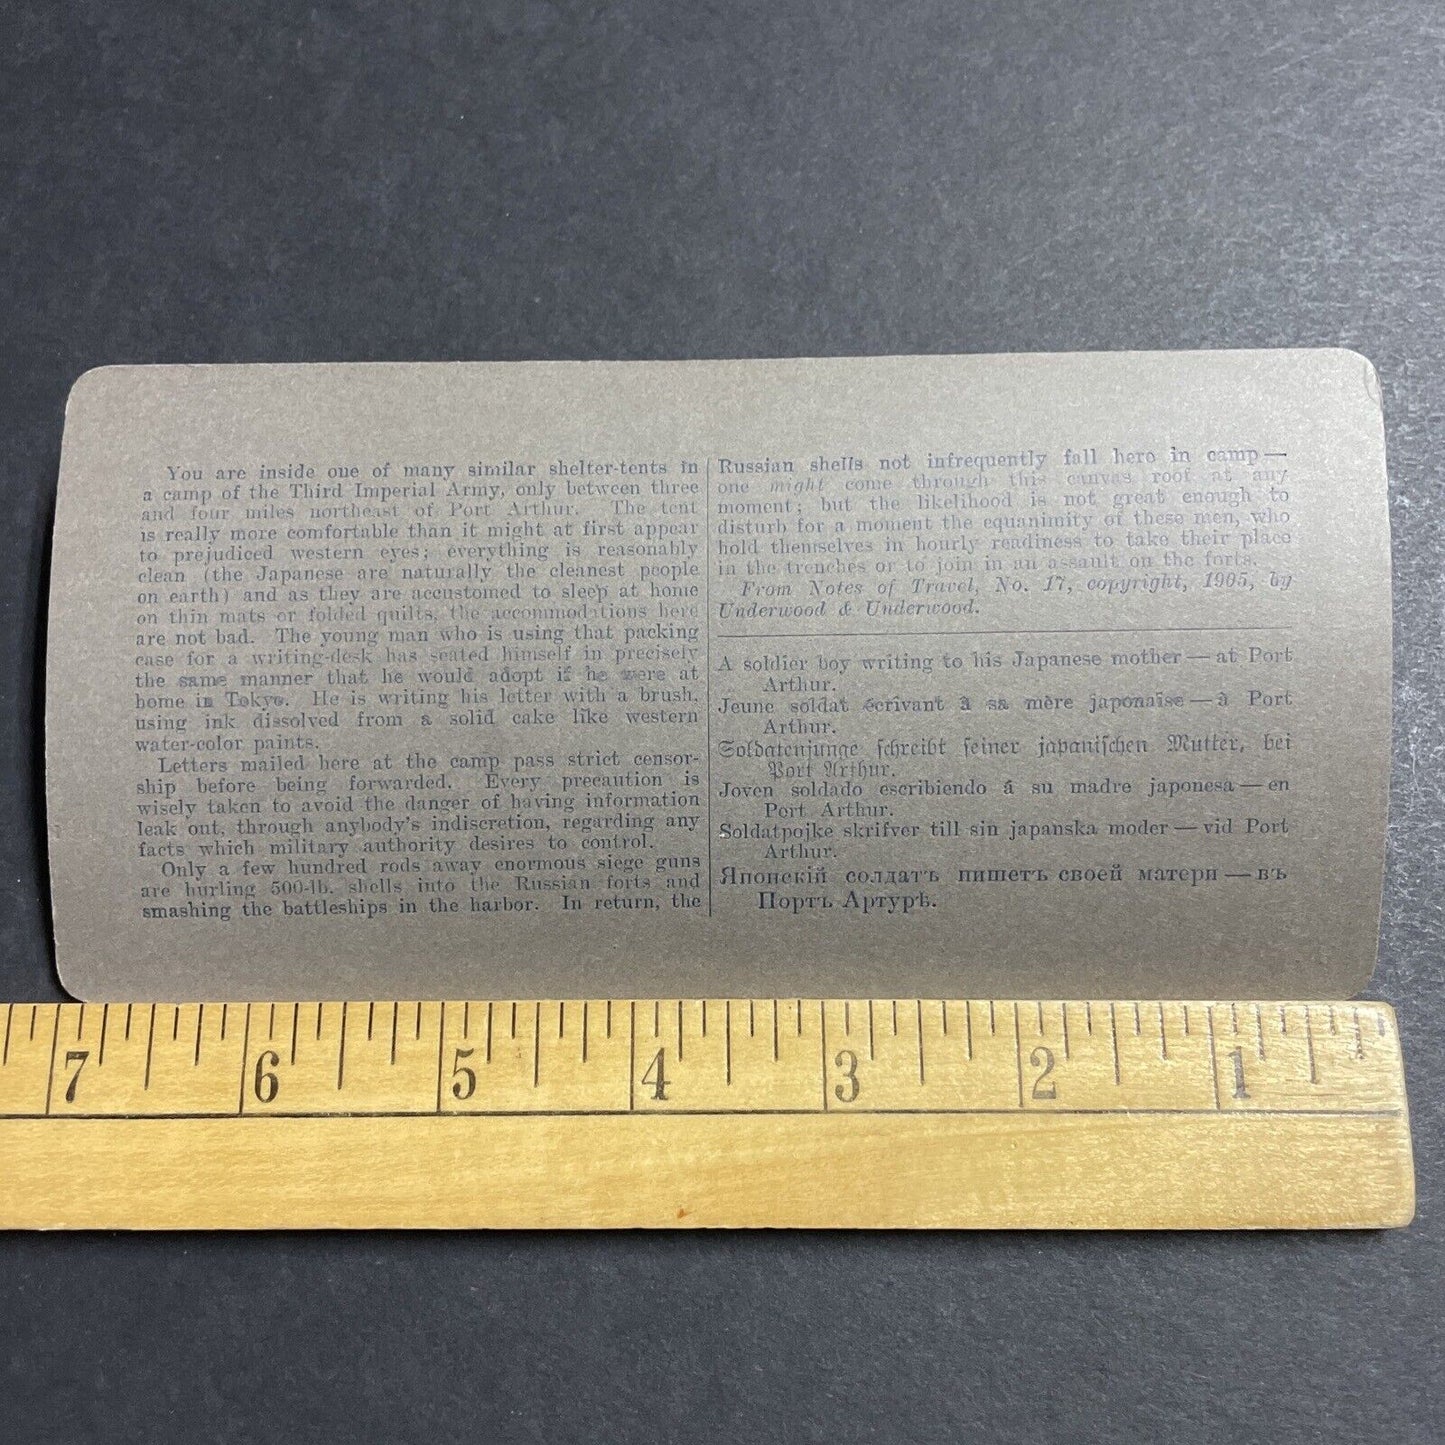 You are inside one of many similar shelter-tents in
a camp of the Third Imperial Army, only between three
and four miles northeast of Port Arthur. The tent
is really more comfortable than it might at first appear
to prejudiced western eyes; everything is reasonably
clean (the Japanese are naturally the cleanest people
on earth) and as they are accustomed to sleep at home
on thin mats or folded quilts, the accommodations here
are not bad. The young man who is using that packing
case for a writing-desk has seated himself in precisely
the same manner that he would adopt if he were at
home in Tokyo. He is writing his letter with a brush,
using ink dissolved from a solid cake like western
water-color paints.
Letters mailed here at the camp pass strict censor-
ship before being forwarded. Every precaution is
wisely taken to avoid the danger of having information
leak out, through anybody's indiscretion, regarding any
facts which military authority desires to control.
Only a few hundred rods away enormous siege guns
are hurling 500-lb. shells into the Russian forts and
smashing the battleships in the harbor. In return, the
Russian shells not infrequently fall here in camp—
one might come through this canvas roof at any
moment; but the likelihood is not great enough to
disturb for a moment the equanimity of these men, who
hold themselves in hourly readiness to take their place
in the trenches or to join in an assault on the forts.
From Notes of Travel, No. 17, copyright, 1905, by
Underwood & Underwood.
A soldier boy writing to his Japanese mother—at Port
Arthur.
Jeune soldat écrivant à sa mère japonaise—à Port
Arthur.
Soldatenjunge schreibt seiner japanischen Mutter, bei
Port Arthur.
Joven soldado escribiendo á su madre japonesa—en
Port Arthur.
Soldatpojke skrifver till sin japanska moder—vid Port
Arthur.
Японскій солдатъ пишетъ своей матери—въ
Портъ Артурѣ.
7 6 5 4 3 2 1